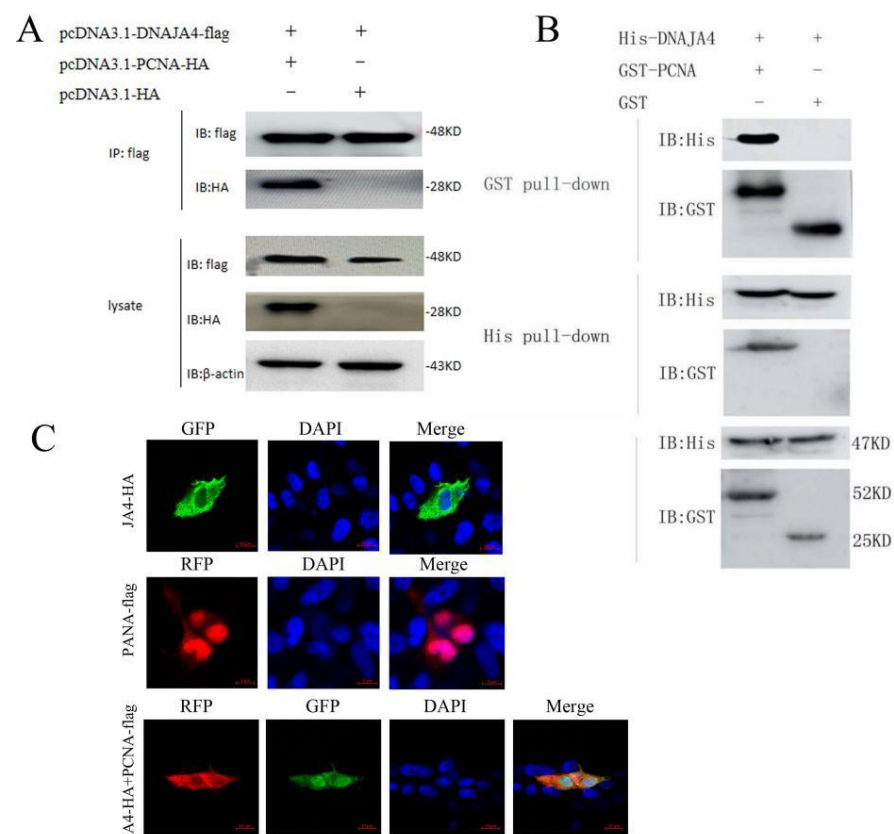 A
pcDNA3.1-DNAJA4-flag + +
pcDNA3.1-PCNA-HA + -
pcDNA3.1-HA - +
IP: flag
IB: flag
-48KD
IB:HA
-28KD
lysate
IB: flag
-48KD
IB:HA
-28KD
IB:β-actin
-43KD
B
His-DNAJA4 + +
GST-PCNA + -
GST - +
GST pull-down
IB:His
IB:GST
His pull-down
IB:His
IB:GST
IB:His
47KD
IB:GST
52KD
25KD
C
GFP DAPI Merge
JA4-HA
RFP DAPI Merge
PANA-flag
RFP GFP DAPI Merge
A4-HA+PCNA-flag